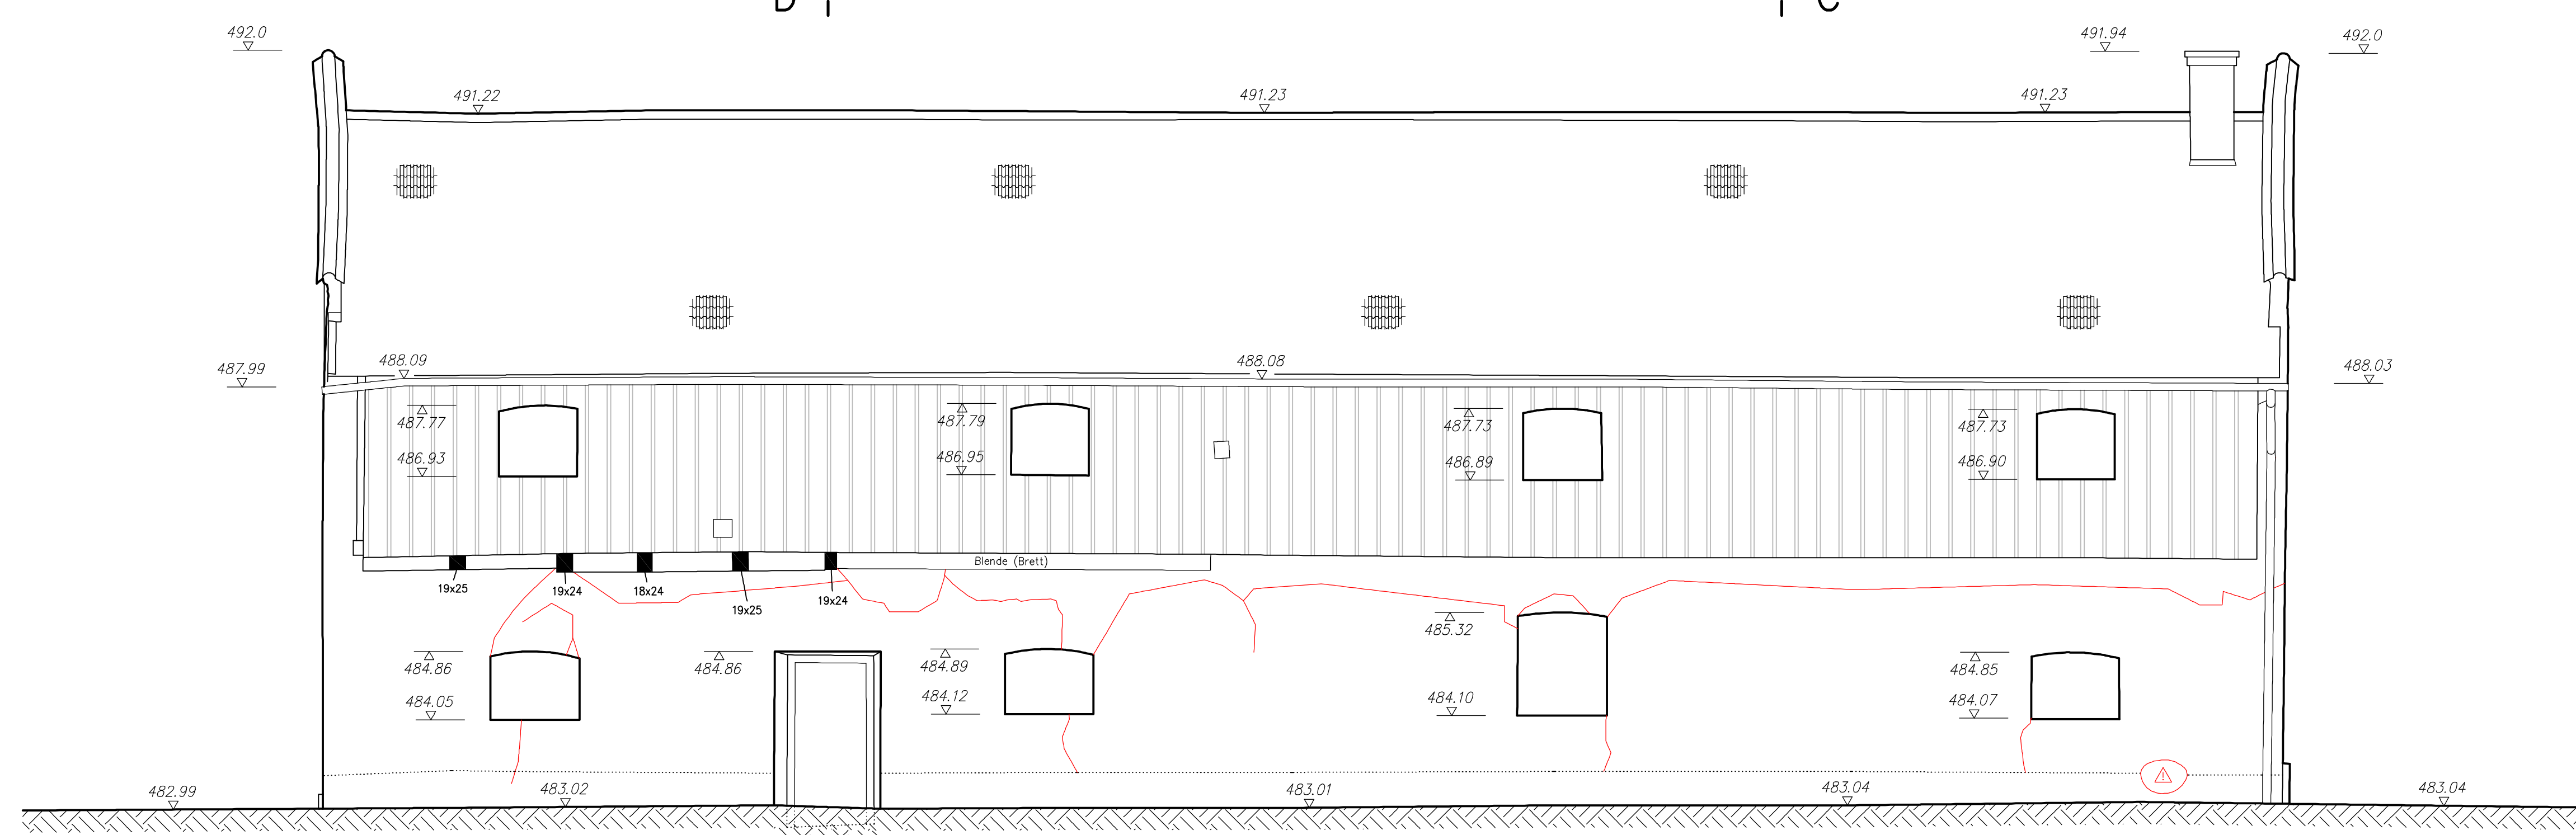 D C
492.0 491.94 492.0
491.22 491.23 491.23
487.99 488.09 488.08 488.03
487.77 487.79 487.73 487.73
486.93 486.95 486.89 486.90
Blende (Brett)
19x25 19x24 18x24 19x25 19x24
485.32
484.86 484.86 484.89 484.85
484.05 484.12 484.10 484.07
!
482.99 483.02 483.01 483.04 483.04